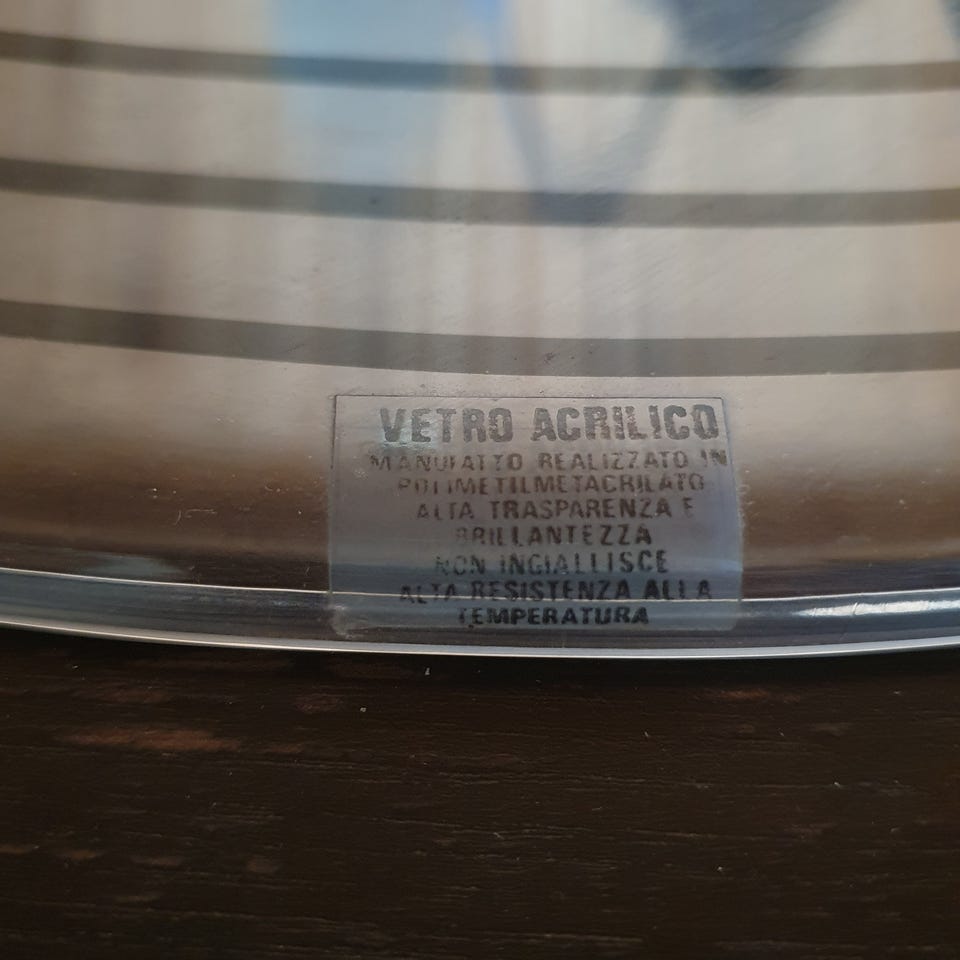 VETRO ACRILICO
MANUFATTO REALIZZATO IN
POLIMETILMETACRILATO
ALTA TRASPARENZA E
BRILLANTEZZA
NON INGIALLISCE
ALTA RESISTENZA ALLA
TEMPERATURA